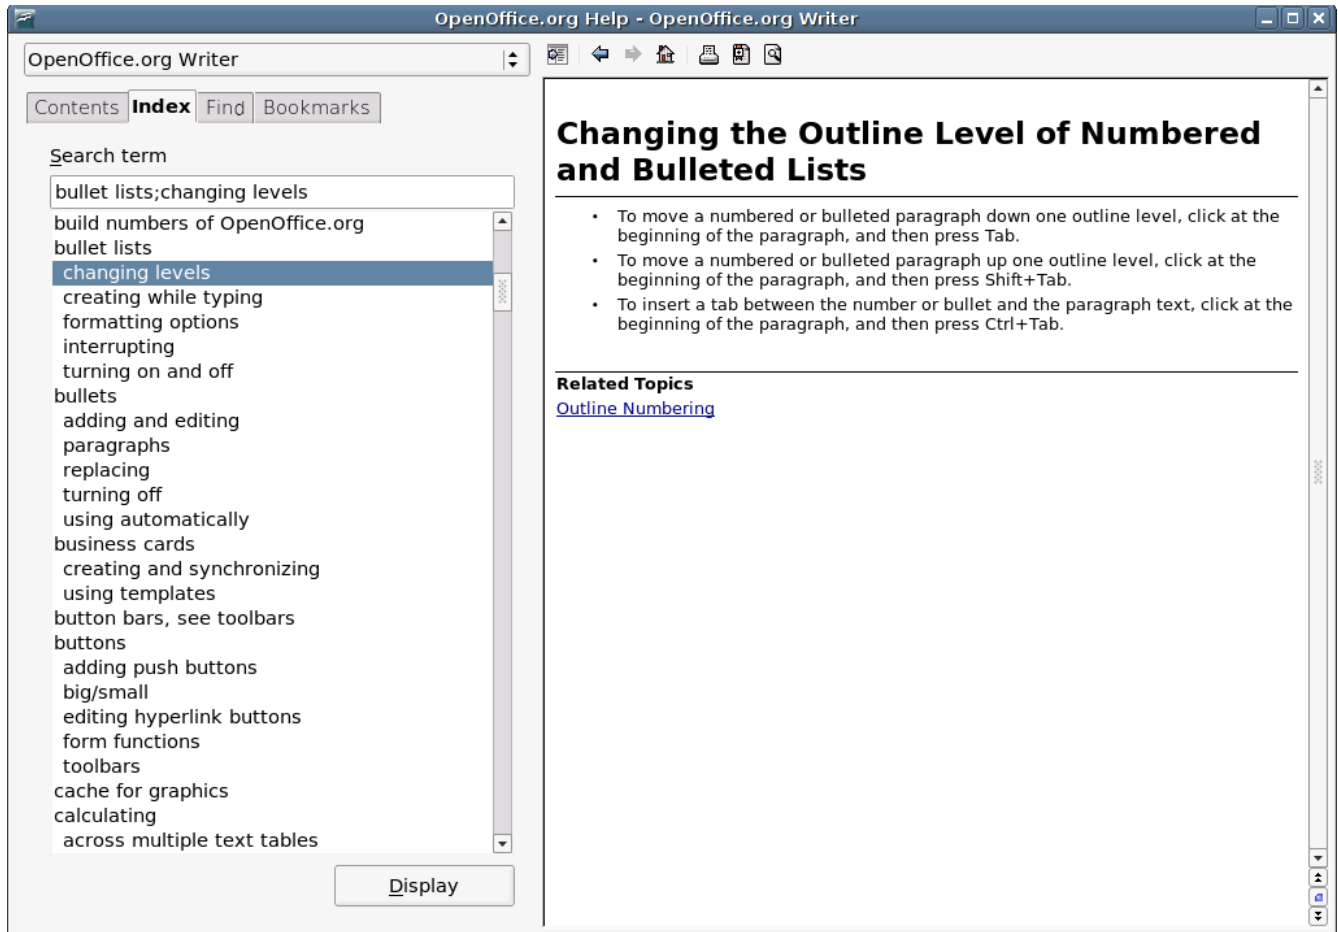 OpenOffice.org Help - OpenOffice.org Writer
OpenOffice.org Writer
Contents Index Find Bookmarks
Search term
bullet lists;changing levels
build numbers of OpenOffice.org
bullet lists
changing levels
creating while typing
formatting options
interrupting
turning on and off
bullets
adding and editing
paragraphs
replacing
turning off
using automatically
business cards
creating and synchronizing
using templates
button bars, see toolbars
buttons
adding push buttons
big/small
editing hyperlink buttons
form functions
toolbars
cache for graphics
calculating
across multiple text tables
Display
Changing the Outline Level of Numbered
and Bulleted Lists
• To move a numbered or bulleted paragraph down one outline level, click at the
beginning of the paragraph, and then press Tab.
• To move a numbered or bulleted paragraph up one outline level, click at the
beginning of the paragraph, and then press Shift+Tab.
• To insert a tab between the number or bullet and the paragraph text, click at the
beginning of the paragraph, and then press Ctrl+Tab.
Related Topics
Outline Numbering